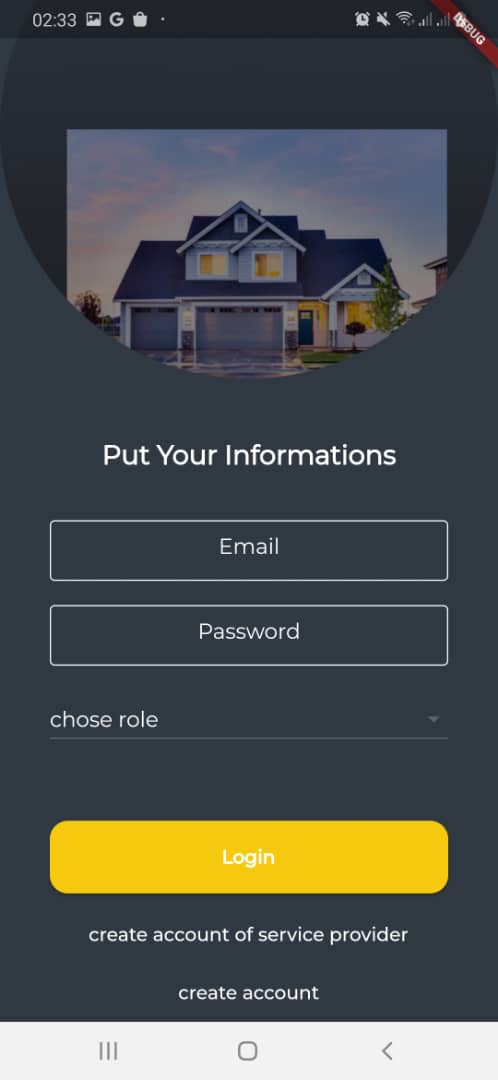 02:33
DEBUG
Put Your Informations
Email
Password
chose role
Login
create account of service provider
create account